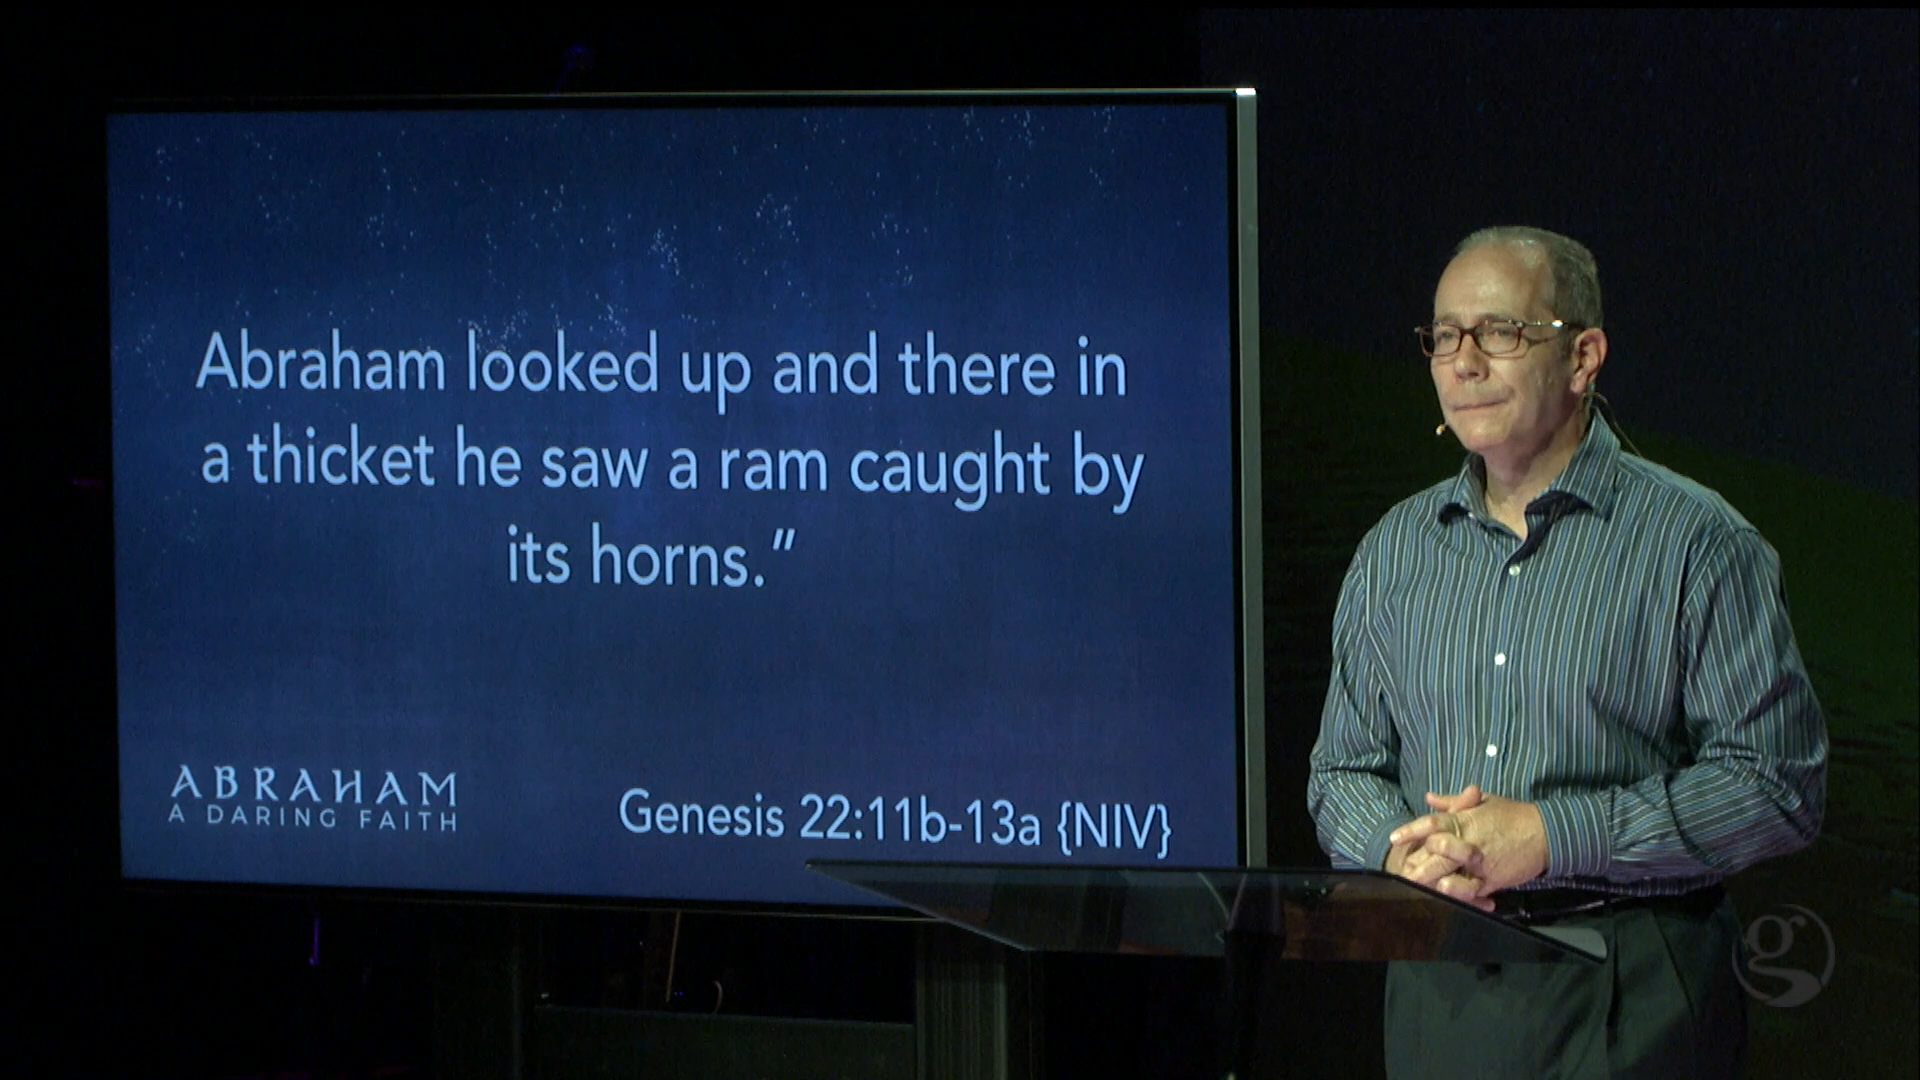 Abraham looked up and there in
a thicket he saw a ram caught by
its horns.”
ABRAHAM
A DARING FAITH
Genesis 22:11b-13a {NIV}
g